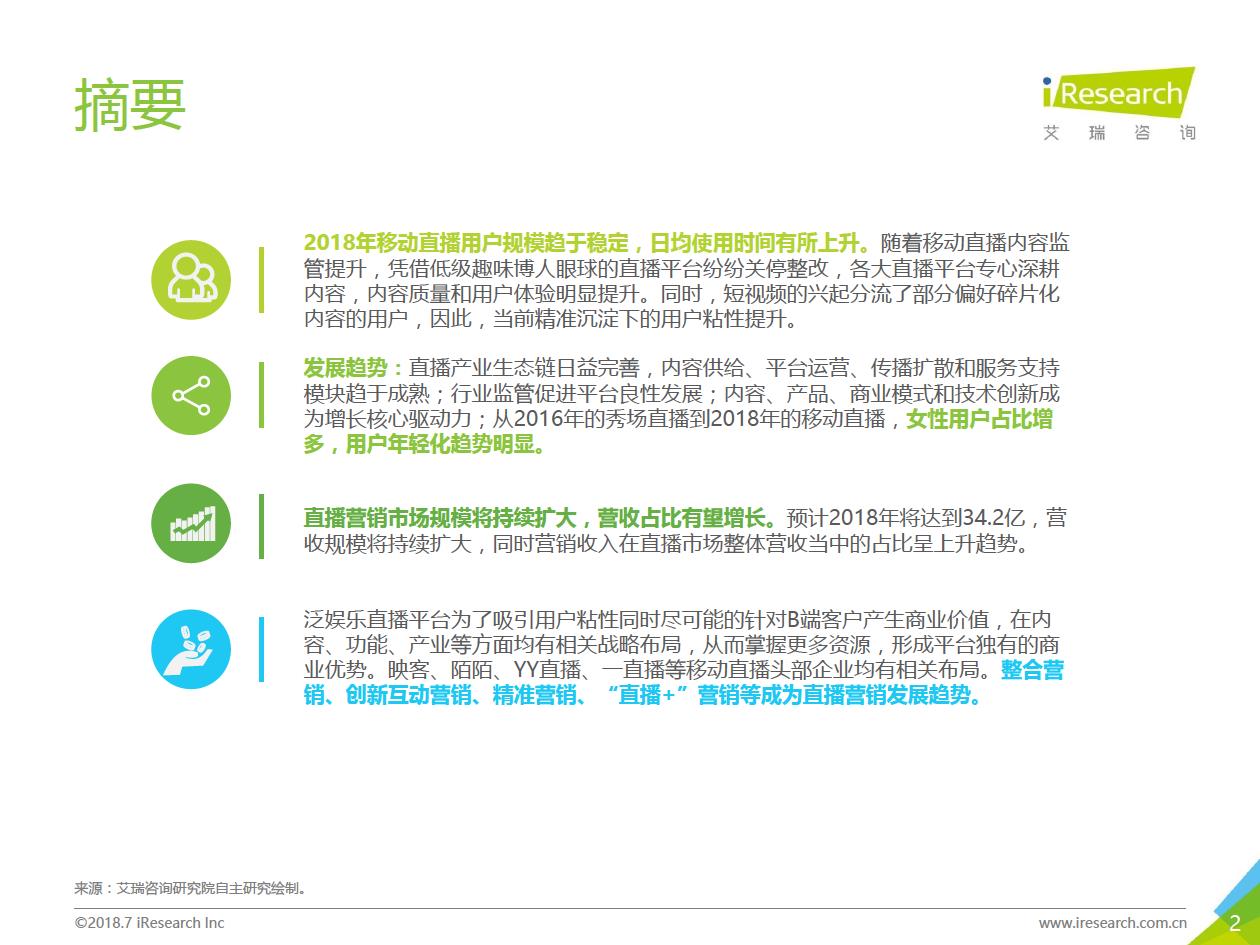 摘要
iResearch
艾瑞咨询
2018年移动直播用户规模趋于稳定，日均使用时间有所上升。随着移动直播内容监
管提升，凭借低级趣味博人眼球的直播平台纷纷关停整改，各大直播平台专心深耕
内容，内容质量和用户体验明显提升。同时，短视频的兴起分流了部分偏好碎片化
内容的用户，因此，当前精准沉淀下的用户粘性提升。
发展趋势：直播产业生态链日益完善，内容供给、平台运营、传播扩散和服务支持
模块趋于成熟；行业监管促进平台良性发展；内容、产品、商业模式和技术创新成
为增长核心驱动力；从2016年的秀场直播到2018年的移动直播，女性用户占比增
多，用户年轻化趋势明显。
直播营销市场规模将持续扩大，营收占比有望增长。预计2018年将达到34.2亿，营
收规模将持续扩大，同时营销收入在直播市场整体营收当中的占比呈上升趋势。
泛娱乐直播平台为了吸引用户粘性同时尽可能的针对B端客户产生商业价值，在内
容、功能、产业等方面均有相关战略布局，从而掌握更多资源，形成平台独有的商
业优势。映客、陌陌、YY直播、一直播等移动直播头部企业均有相关布局。整合营
销、创新互动营销、精准营销、“直播+”营销等成为直播营销发展趋势。
来源：艾瑞咨询研究院自主研究绘制。
©2018.7 iResearch Inc
www.iresearch.com.cn
2